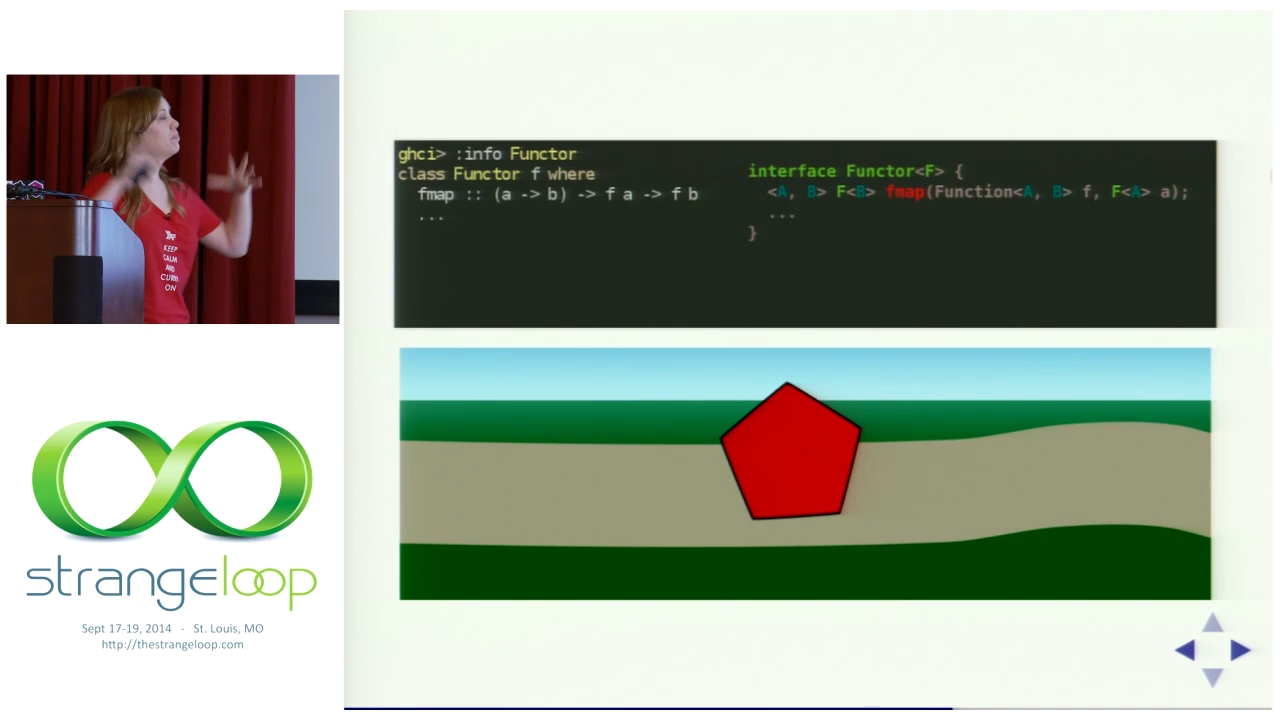 KEEP
CALM
AND
CURRY
ON
strangeloop
Sept 17-19, 2014 - St. Louis, MO
http://thestrangeloop.com
ghci> :info Functor
class Functor f where
fmap :: (a -> b) -> f a -> f b
...
interface Functor<F> {
<A, B> F<B> fmap(Function<A, B> f, F<A> a);
...
}